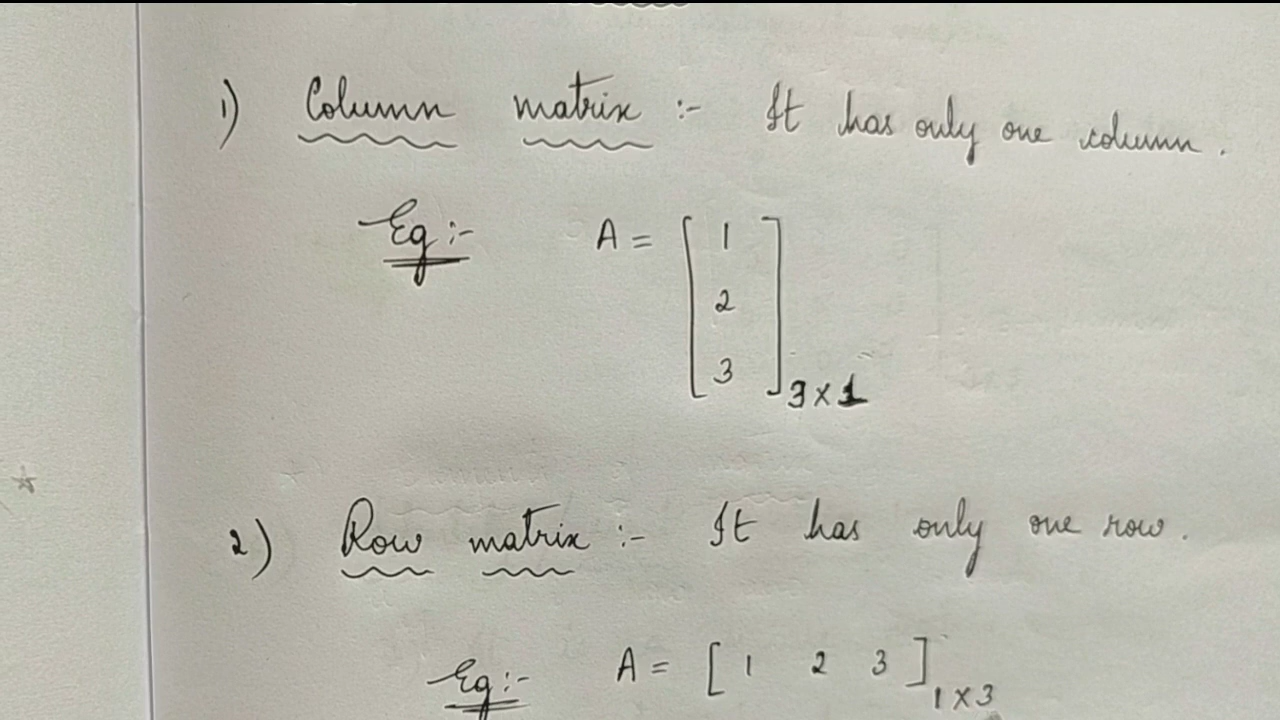 1) Column matrix :- It has only one column.
Eg :- A = [ 1
2
3 ] 3 x 1
2) Row matrix :- It has only one row.
Eg :- A = [ 1 2 3 ] 1 x 3